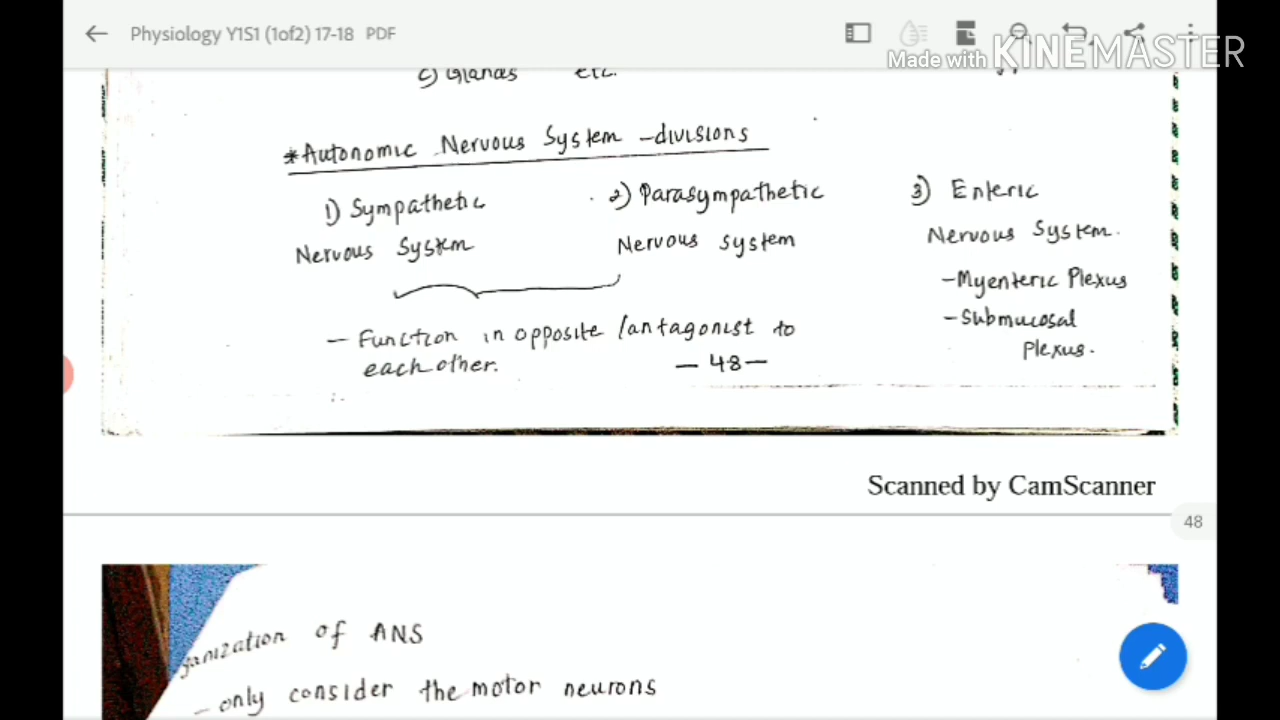 Physiology Y1S1 (1of2) 17-18 PDF
Made with KINEMASTER
c) Glands etc.
*Autonomic Nervous System -divisions
1) Sympathetic
Nervous System
2) Parasympathetic
Nervous system
3) Enteric
Nervous System.
-Myenteric Plexus
-Submucosal
Plexus.
- Function in opposite /antagonist to
each other.
- 48 -
Scanned by CamScanner
48
ganization of ANS
- only consider the motor neurons